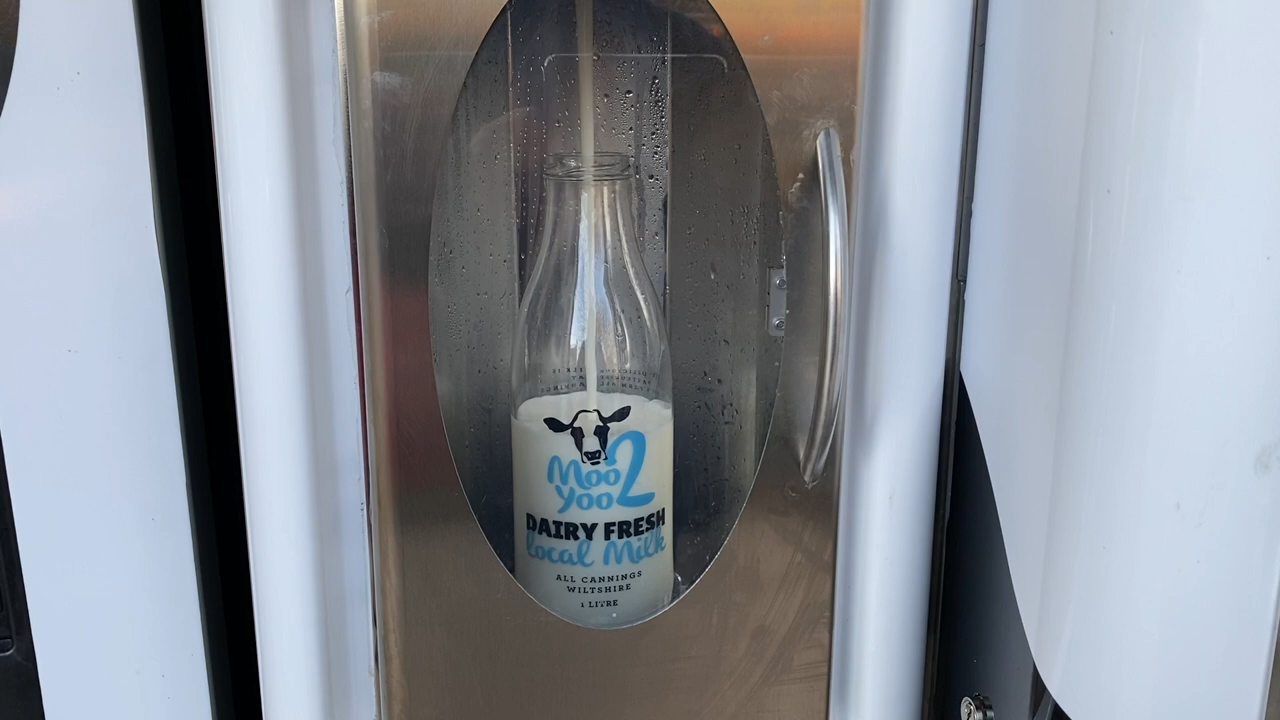 Moo 2
Yoo
DAIRY FRESH
local Milk
ALL CANNINGS
WILTSHIRE
1 LITRE